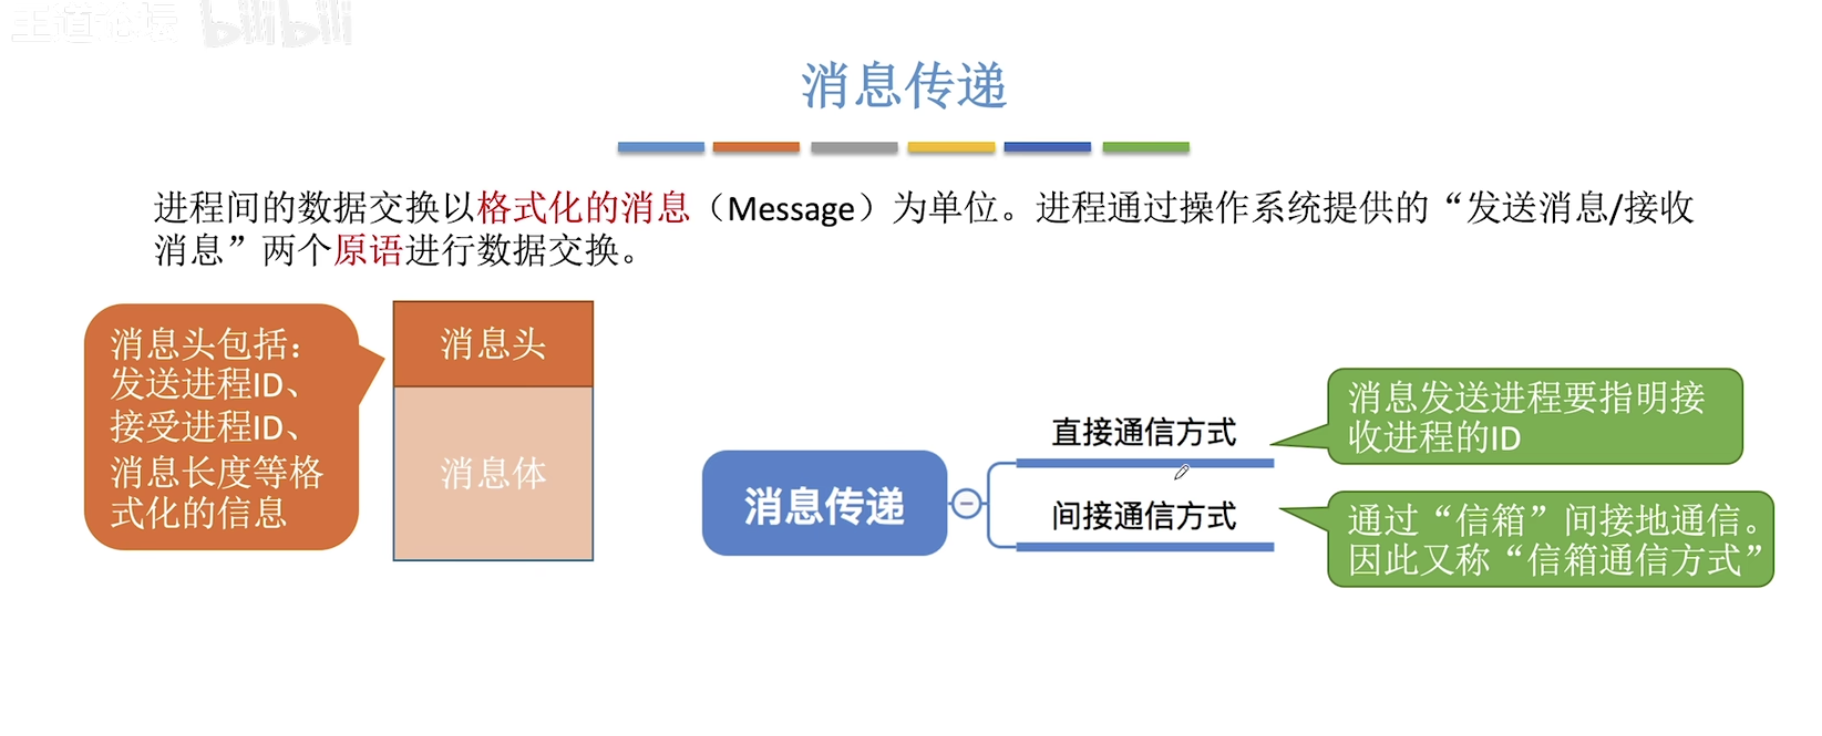 王道论坛 bilibili
消息传递
进程间的数据交换以格式化的消息（Message）为单位。进程通过操作系统提供的“发送消息/接收
消息”两个原语进行数据交换。
消息头包括：
发送进程ID、
接受进程ID、
消息长度等格
式化的信息
消息头
消息体
消息传递
直接通信方式
消息发送进程要指明接
收进程的ID
间接通信方式
通过“信箱”间接地通信。
因此又称“信箱通信方式”